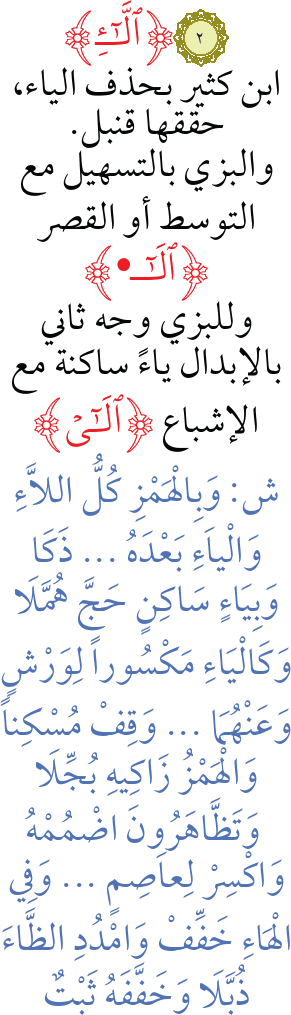 ٢ ﴿ٱلَّـٰٓءِ﴾
ابن كثير بحذف الياء،
حققها قنبل.
والبزي بالتسهيل مع
التوسط أو القصر
﴿ٱلَـٰٓ•﴾
وللبزي وجه ثاني
بالإبدال ياءً ساكنة مع
الإشباع ﴿ٱلَـٰٓىْ﴾
ش: وَبِالْهَمْزِ كُلُّ اللَّاءِ
وَالْيَاءِ بَعْدَهُ ... ذَكَا
وَبِيَاءٍ سَاكِنٍ حَجَّ هُمَّلَا
وَكَالْيَاءِ مَكْسُوراً لِوَرْشٍ
وَعَنْهُمَا ... وَقِفْ مُسْكِناً
وَالْهَمْزُ زَاكِيهِ بُجِّلَا
وَتَظَّاهَرُونَ اضْمُمْهُ
وَاكْسِرْ لِعَاصِمٍ ... وَفِي
الْهَاءِ خَفِّفْ وَامْدُدِ الظَّاءَ
ذُبَّلَا وَخَفَّفَهُ ثَبْتٌ